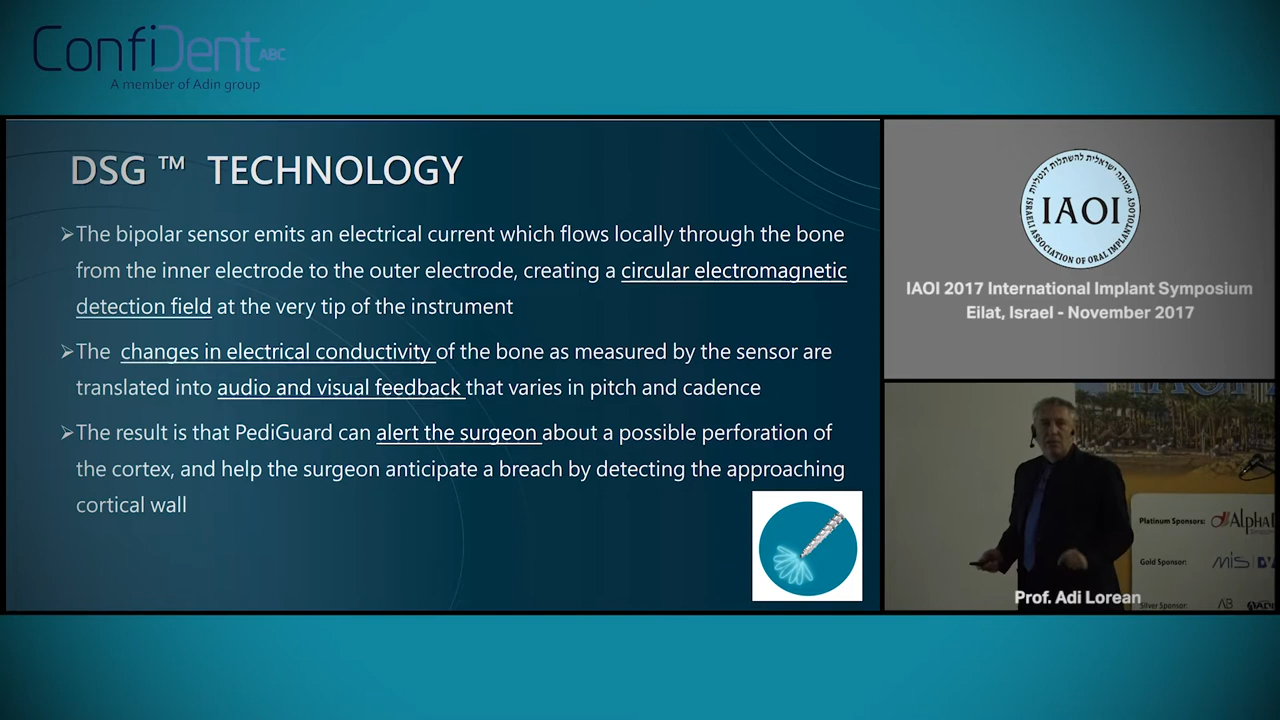 ConfiDent ABC
A member of Adin group
DSG ™ TECHNOLOGY
➢The bipolar sensor emits an electrical current which flows locally through the bone
from the inner electrode to the outer electrode, creating a circular electromagnetic
detection field at the very tip of the instrument
➢The changes in electrical conductivity of the bone as measured by the sensor are
translated into audio and visual feedback that varies in pitch and cadence
➢The result is that PediGuard can alert the surgeon about a possible perforation of
the cortex, and help the surgeon anticipate a breach by detecting the approaching
cortical wall
עמותה ישראלית להשתלות דנטליות
IAOI
ISRAELI ASSOCIATION OF ORAL IMPLANTOLOGY
IAOI 2017 International Implant Symposium
Eilat, Israel - November 2017
Platinum Sponsors:
Gold Sponsor:
MIS
Silver Sponsor:
AB
Prof. Adi Lorean